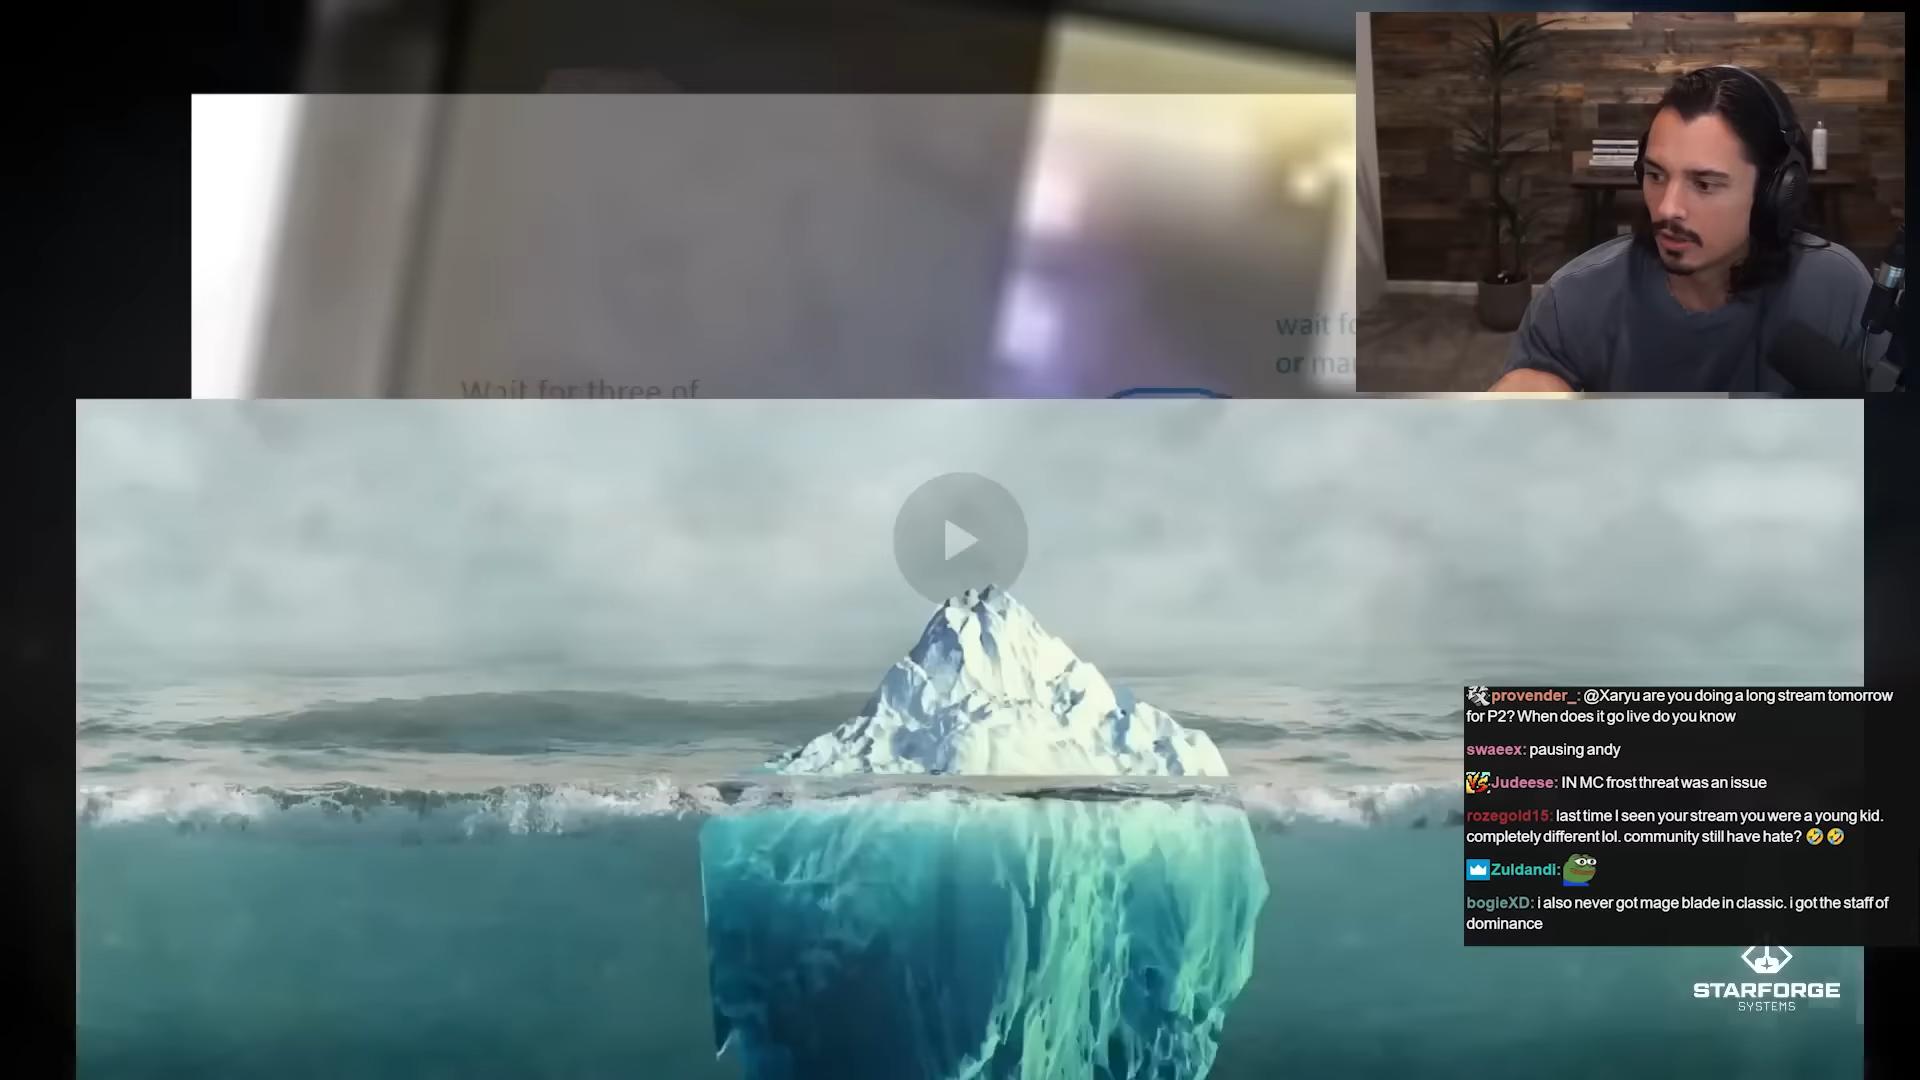 wait
or
Wait for three of
provender_: @Xaryu are you doing a long stream tomorrow
for P2? When does it go live do you know
swaeex: pausing andy
Judeese: IN MC frost threat was an issue
rozegold15: last time I seen your stream you were a young kid.
completely different lol. community still have hate? 🤣 🤣
Zuldandi:
bogieXD: i also never got mage blade in classic. i got the staff of
dominance
STARFORGE
SYSTEMS